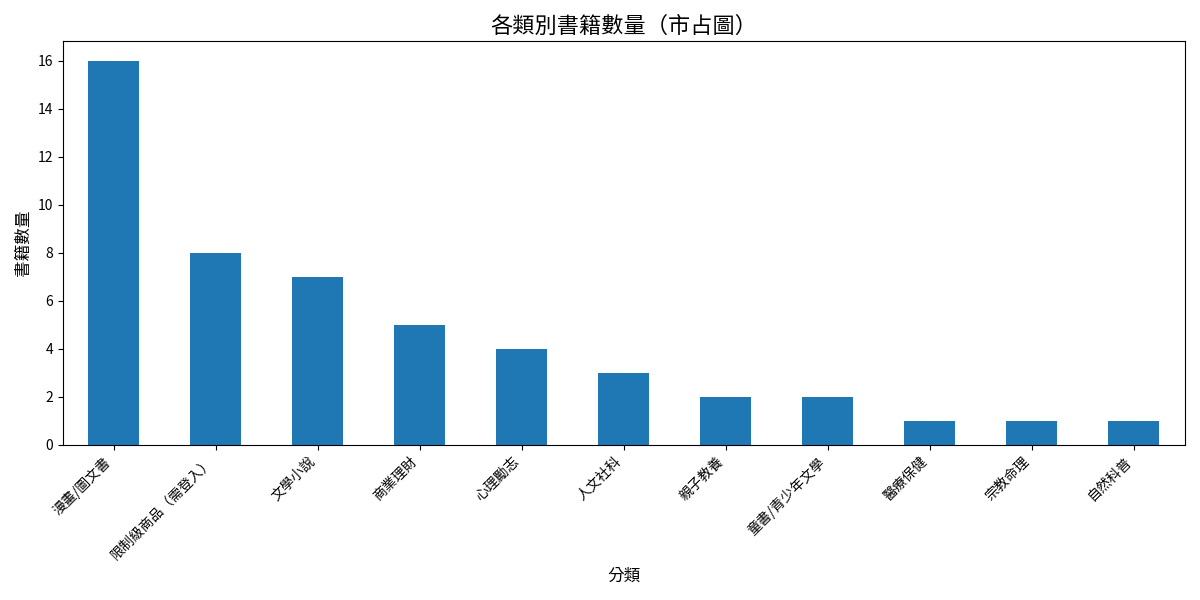 各類別書籍數量（市占圖）
書籍數量
16
14
12
10
8
6
4
2
0
漫畫/圖文書
限制級商品（需登入）
文學小說
商業理財
心理勵志
人文社科
親子教養
童書/青少年文學
醫療保健
宗教命理
自然科普
分類